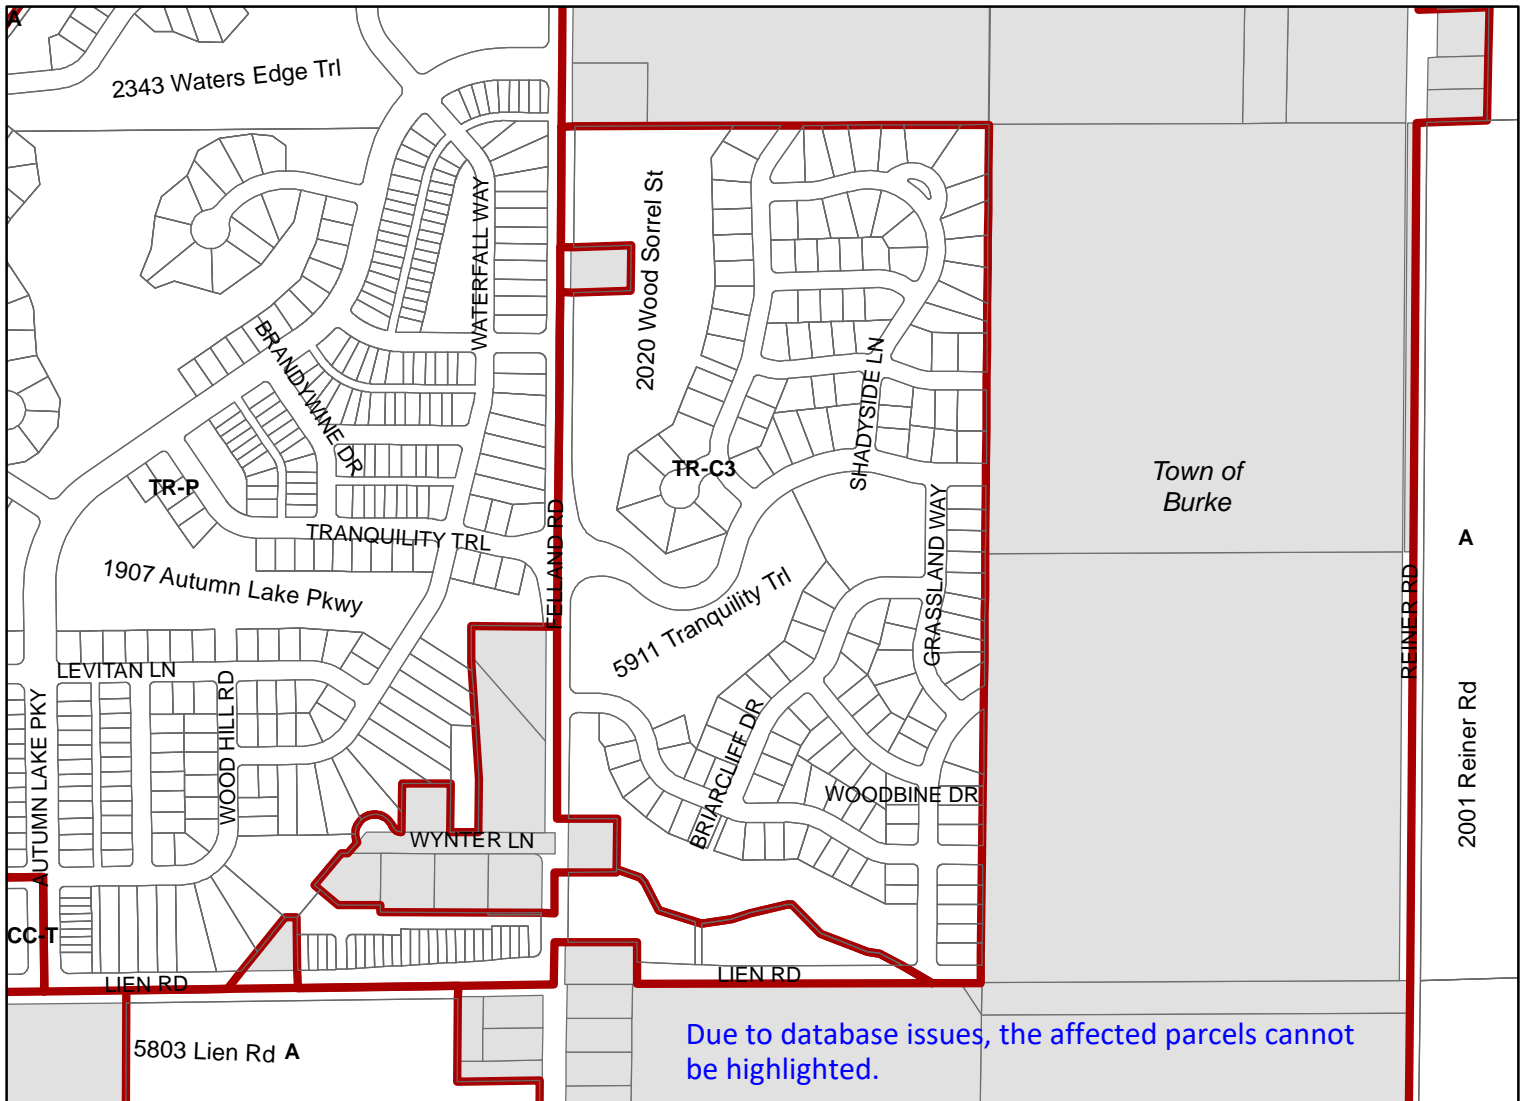 A
2343 Waters Edge Trl
WATERFALL WAY
2020 Wood Sorrel St
BRANDYWINE DR
SHADYSIDE LN
TR-C3
TR-P
Town of
Burke
TRANQUILITY TRL
FELLAND RD
GRASSLAND WAY
A
1907 Autumn Lake Pkwy
5911 Tranquility Trl
REINER RD
LEVITAN LN
WOOD HILL RD
AUTUMN LAKE PKY
BRIARCLIFF DR
WOODBINE DR
2001 Reiner Rd
WYNTER LN
CC-T
LIEN RD
LIEN RD
5803 Lien Rd A
Due to database issues, the affected parcels cannot
be highlighted.